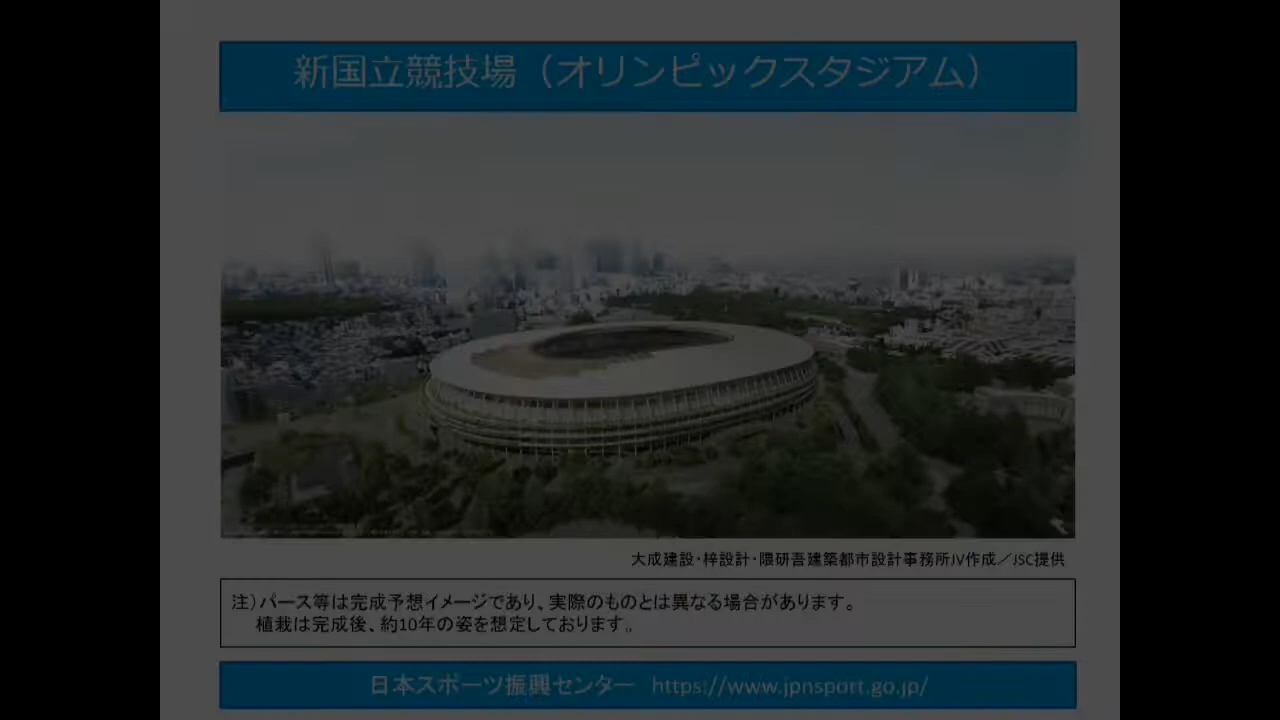 新国立競技場（オリンピックスタジアム）
大成建設・梓設計・隈研吾建築都市設計事務所JV作成／JSC提供
注）パース等は完成予想イメージであり、実際のものとは異なる場合があります。
植栽は完成後、約10年の姿を想定しております。
日本スポーツ振興センター　https://www.jpnsport.go.jp/